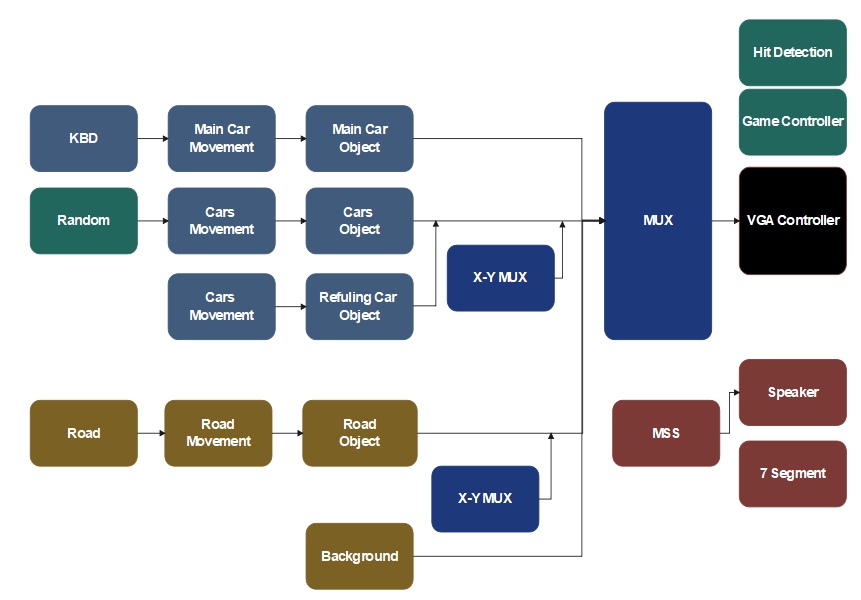 Hit Detection
Game Controller
KBD
Main Car
Movement
Main Car
Object
Random
Cars
Movement
Cars
Object
MUX
VGA Controller
Cars
Movement
Refuling Car
Object
X-Y MUX
Road
Road
Movement
Road
Object
MSS
Speaker
X-Y MUX
7 Segment
Background